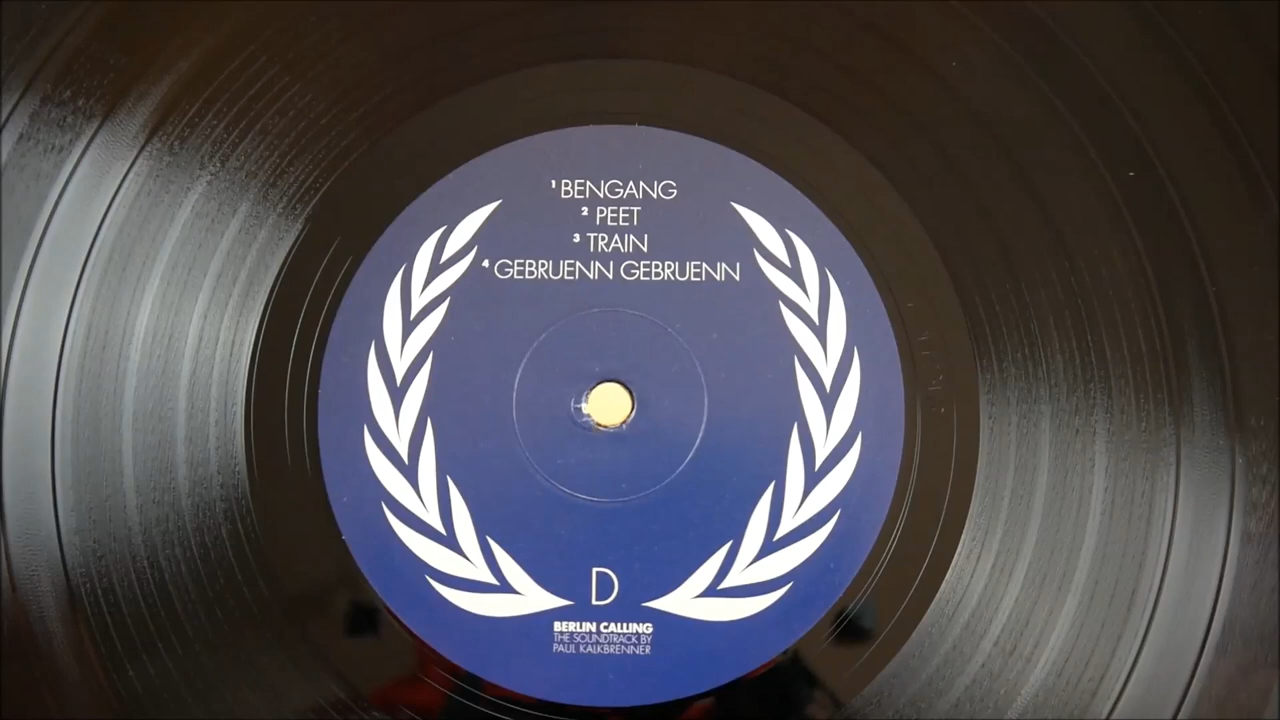 ¹ BENGANG
² PEET
³ TRAIN
⁴ GEBRUENN GEBRUENN
D
BERLIN CALLING
THE SOUNDTRACK BY
PAUL KALKBRENNER